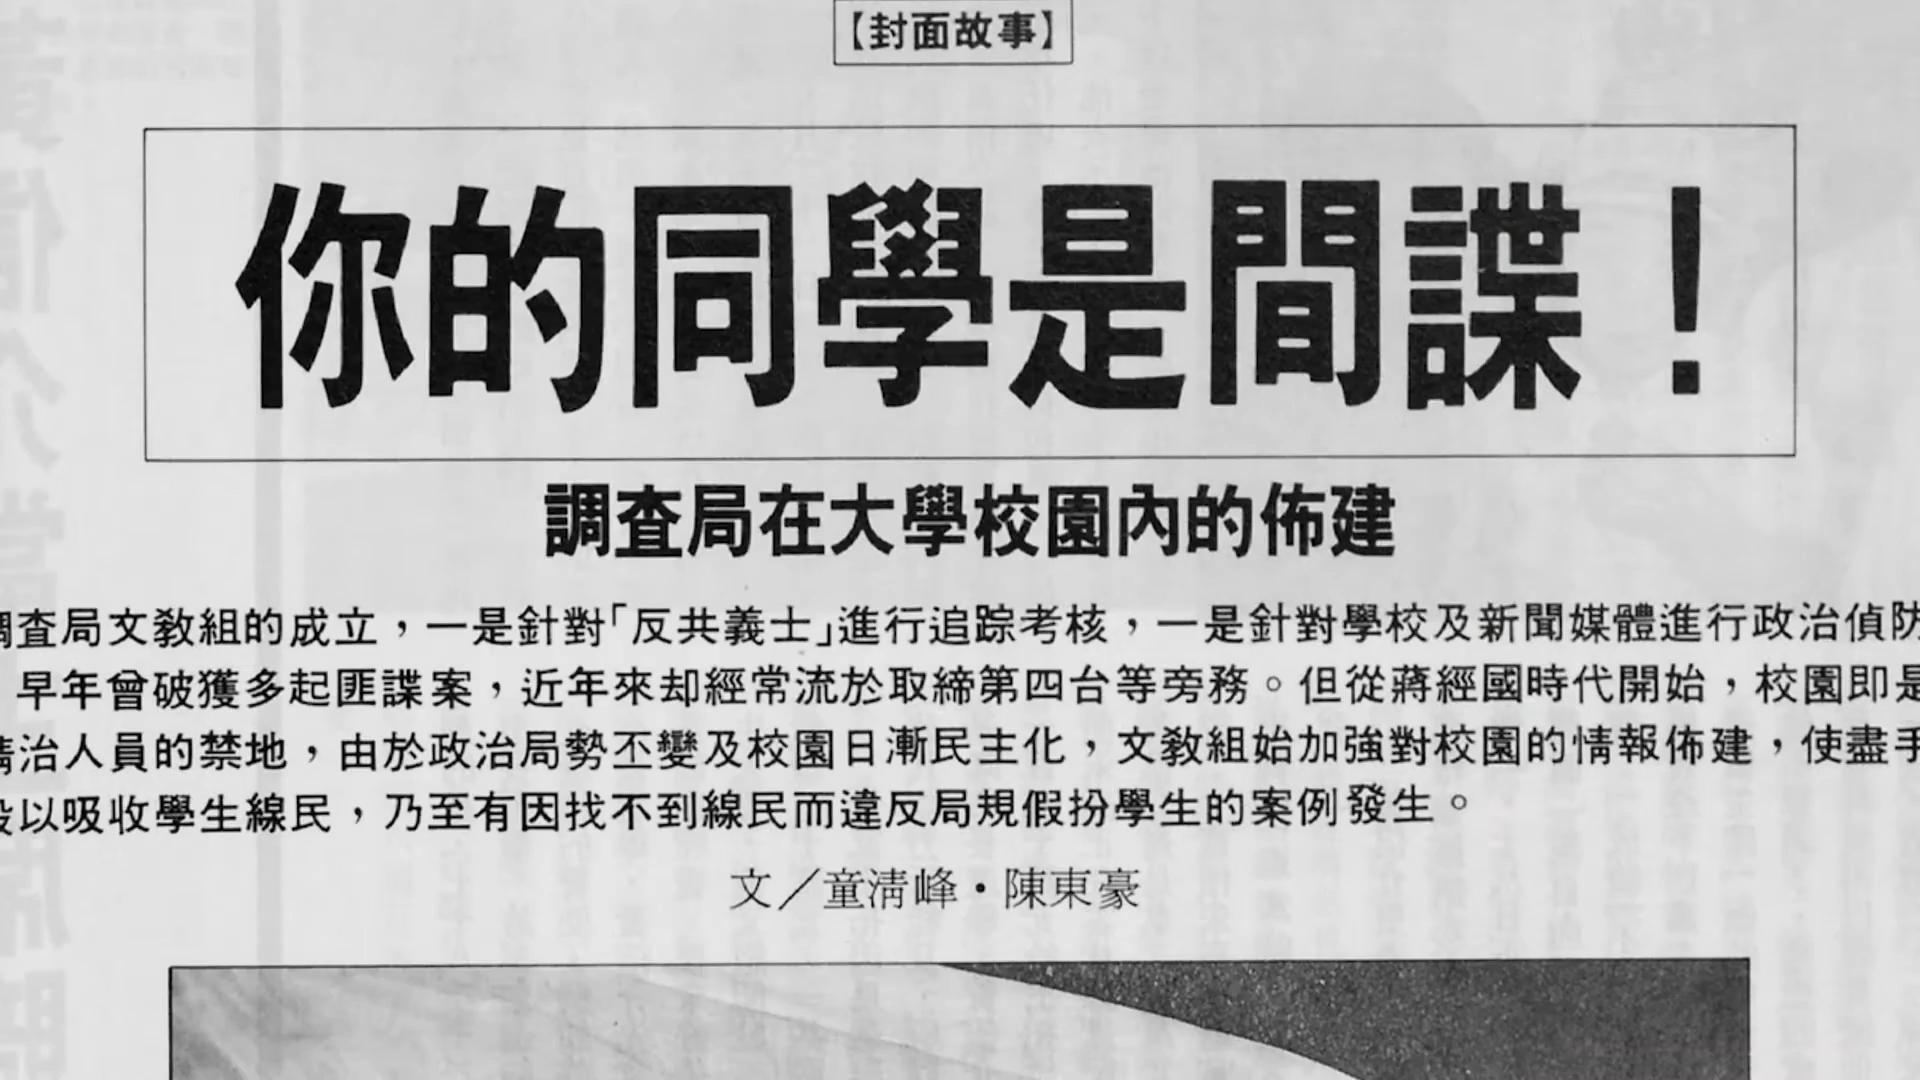 【封面故事】
你的同學是間諜！
調查局在大學校園內的佈建
調查局文教組的成立，一是針對「反共義士」進行追踪考核，一是針對學校及新聞媒體進行政治偵防
早年曾破獲多起匪諜案，近年來却經常流於取締第四台等旁務。但從蔣經國時代開始，校園即是
情治人員的禁地，由於政治局勢丕變及校園日漸民主化，文教組始加強對校園的情報佈建，使盡手
段以吸收學生線民，乃至有因找不到線民而違反局規假扮學生的案例發生。
文／童清峰・陳東豪